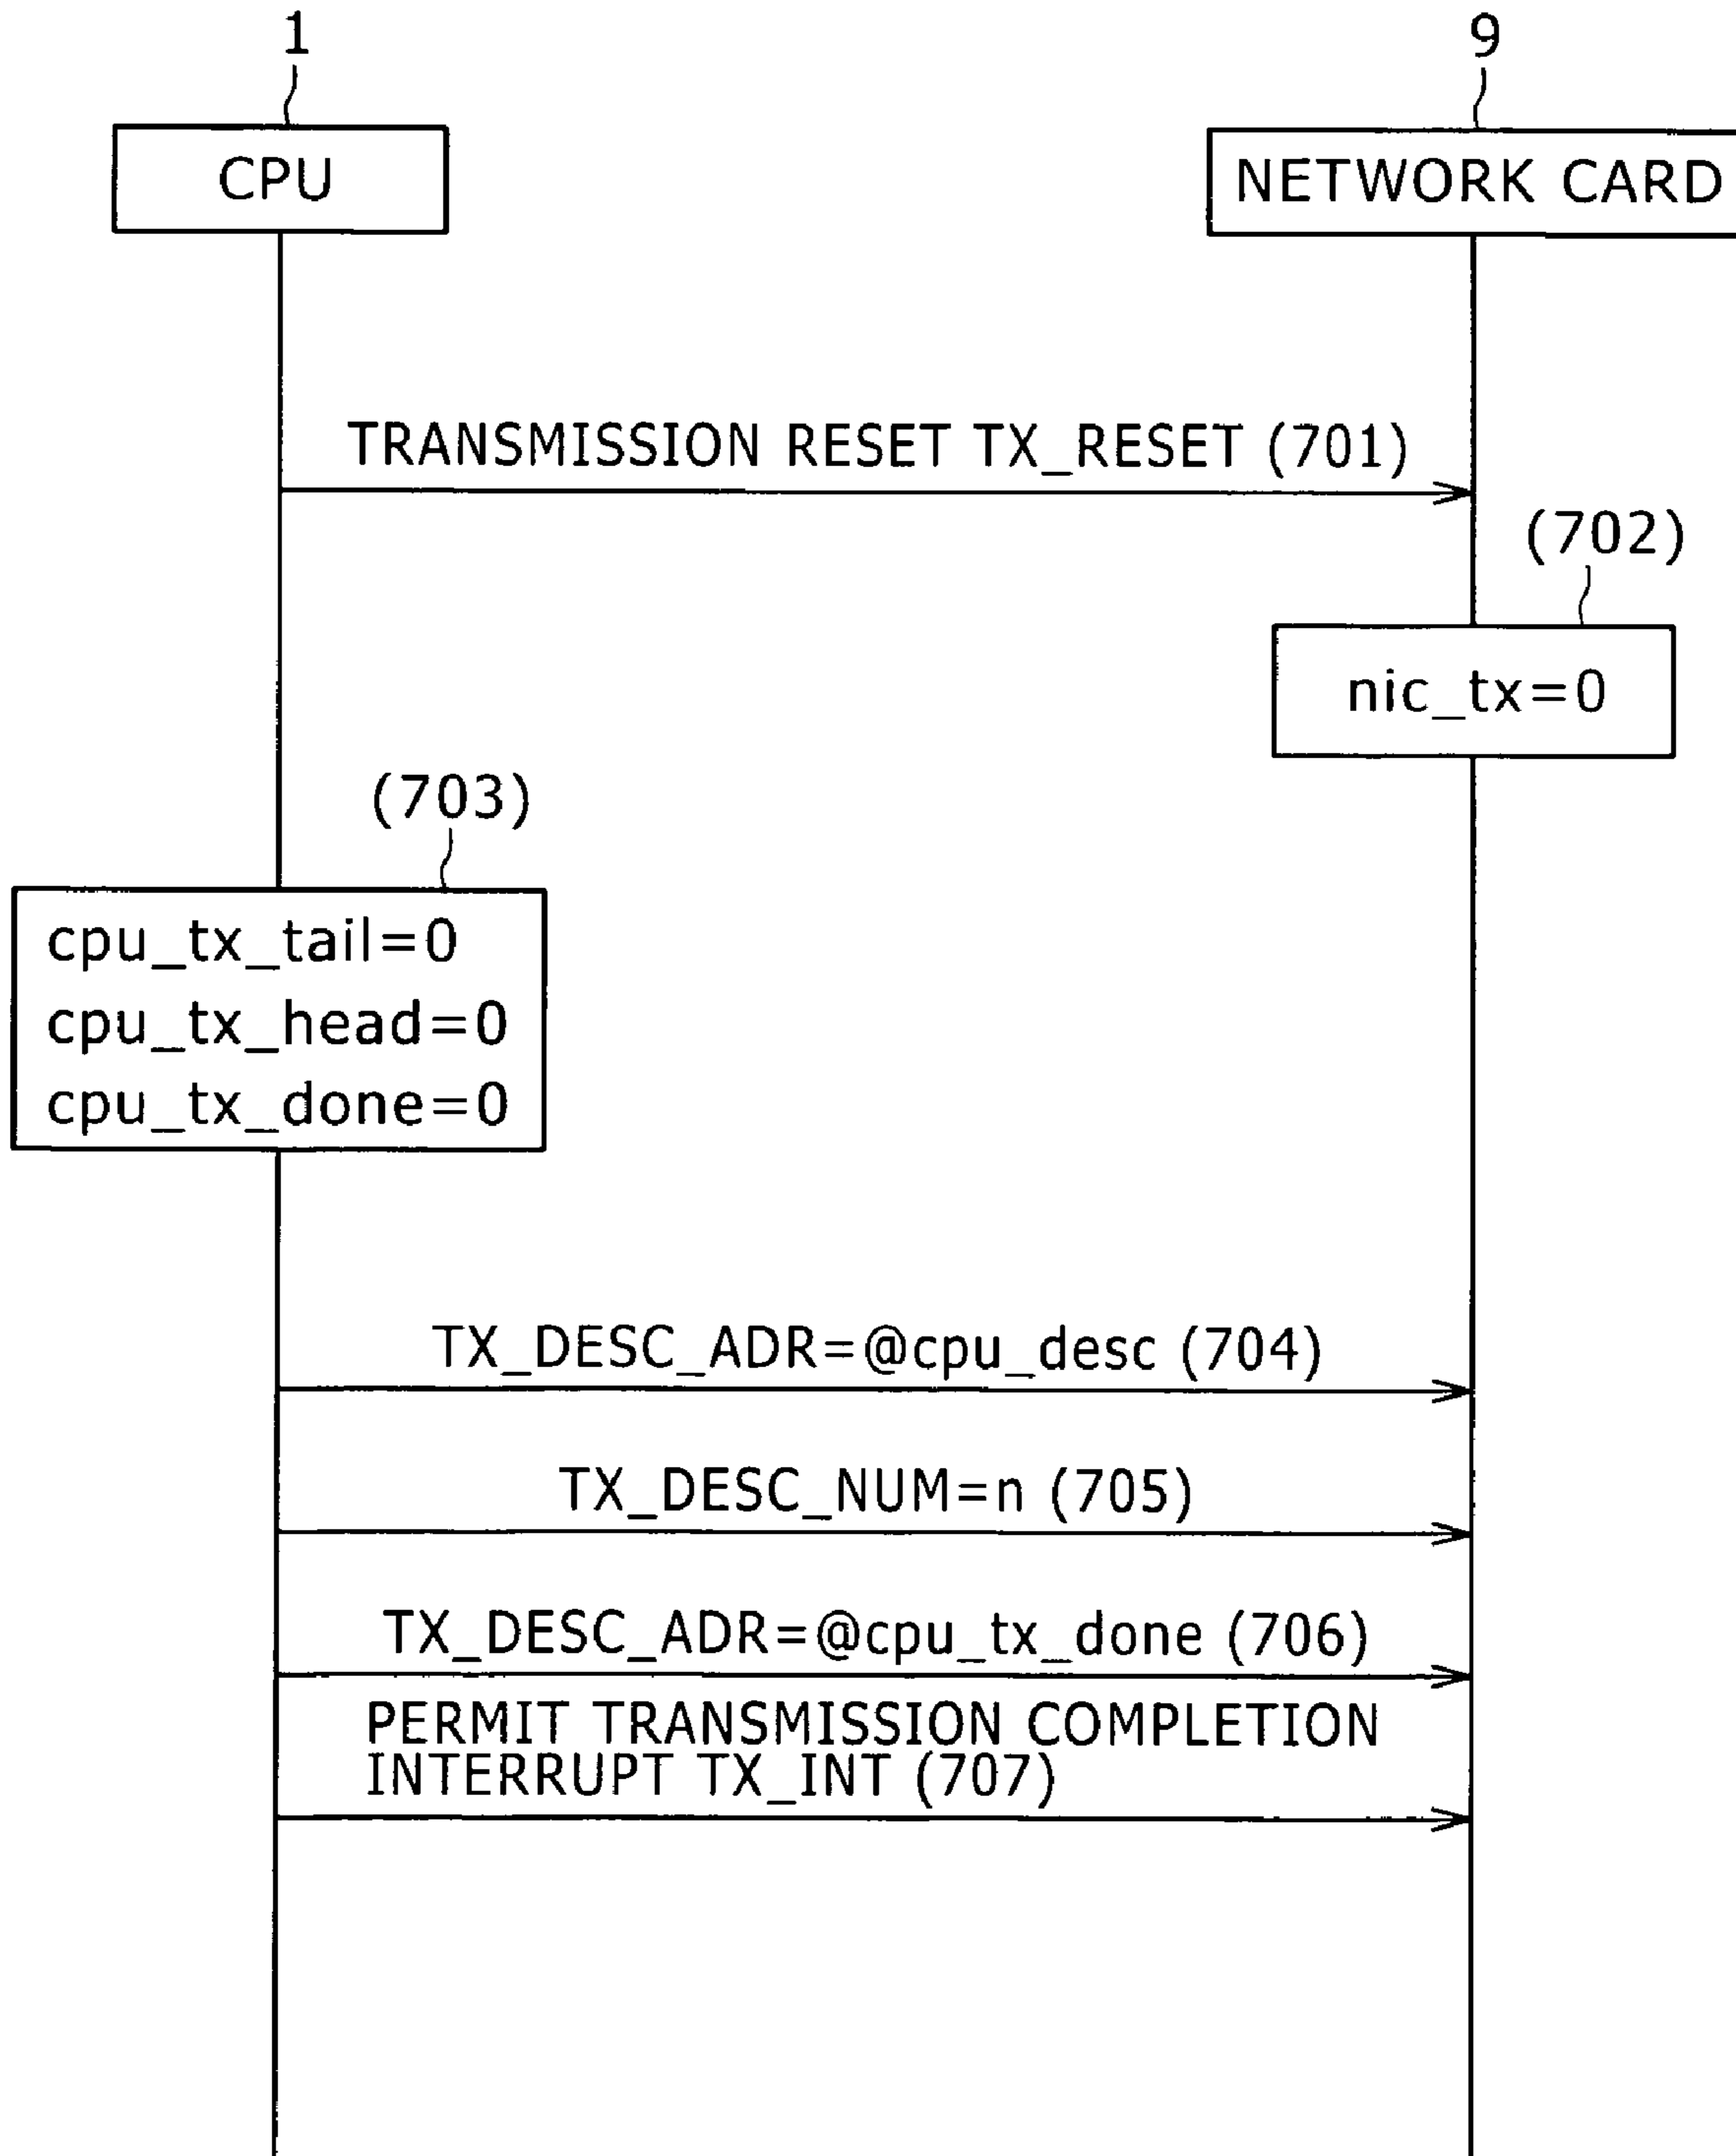 1
9
CPU
NETWORK CARD
TRANSMISSION RESET TX_RESET (701)
(702)
nic_tx=0
(703)
cpu_tx_tail=0
cpu_tx_head=0
cpu_tx_done=0
TX_DESC_ADR=@cpu_desc (704)
TX_DESC_NUM=n (705)
TX_DESC_ADR=@cpu_tx_done (706)
PERMIT TRANSMISSION COMPLETION
INTERRUPT TX_INT (707)